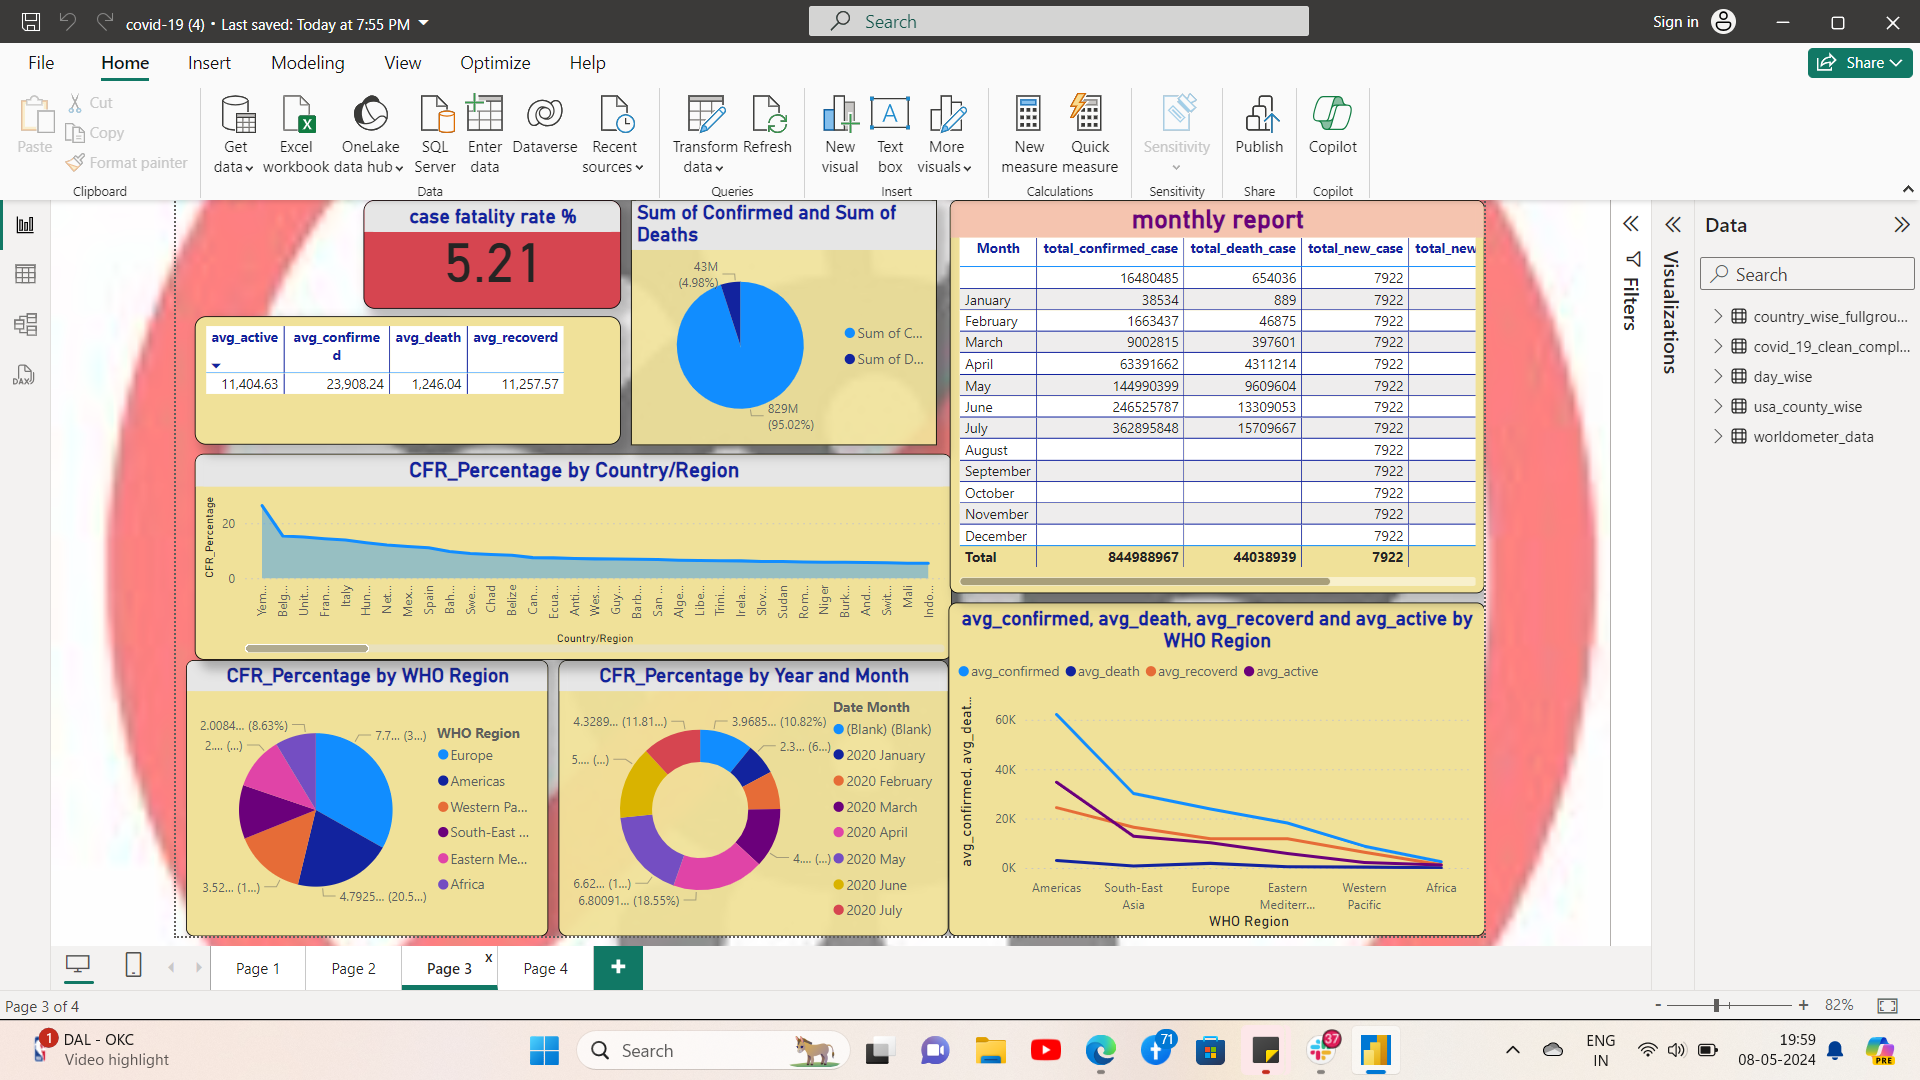 covid-19 (4) • Last saved: Today at 7:55 PM
Search
Sign in
File Home Insert Modeling View Optimize Help
Share
Paste
Cut
Copy
Format painter
Clipboard
Get data
Excel workbook
OneLake data hub
SQL Server
Enter data
Dataverse
Recent sources
Data
Transform data
Refresh
Queries
New visual
Text box
More visuals
Insert
New measure
Quick measure
Calculations
Sensitivity
Sensitivity
Publish
Share
Copilot
Copilot
case fatality rate %
5.21
avg_active avg_confirmed avg_death avg_recoverd
11,404.63 23,908.24 1,246.04 11,257.57
Sum of Confirmed and Sum of Deaths
43M
(4.98%)
Sum of C...
Sum of D...
829M
(95.02%)
monthly report
Month total_confirmed_case total_death_case total_new_case total_new
16480485 654036 7922
January 38534 889 7922
February 1663437 46875 7922
March 9002815 397601 7922
April 63391662 4311214 7922
May 144990399 9609604 7922
June 246525787 13309053 7922
July 362895848 15709667 7922
August 7922
September 7922
October 7922
November 7922
December 7922
Total 844988967 44038939 7922
CFR_Percentage by Country/Region
CFR_Percentage
20
0
Yem... Belg... Unit... Fran... Italy Hun... Net... Mex... Spain Bah... Swe... Chad Belize Can... Ecua... Anti... Wes... Guy... Barb... San ... Alge... Libe... Trini... Irela... Slov... Sudan Rom... Niger Burk... And... Swit... Mali Indo...
Country/Region
CFR_Percentage by WHO Region
2.0084... (8.63%)
2.... (...)
7.7... (3...)
3.52... (1...)
4.7925... (20.5...)
WHO Region
Europe
Americas
Western Pa...
South-East ...
Eastern Me...
Africa
CFR_Percentage by Year and Month
4.3289... (11.81...)
3.9685... (10.82%)
5.... (...)
2.3... (6...)
4.... (...)
6.62... (1...)
6.80091... (18.55%)
Date Month
(Blank) (Blank)
2020 January
2020 February
2020 March
2020 April
2020 May
2020 June
2020 July
avg_confirmed, avg_death, avg_recoverd and avg_active by WHO Region
avg_confirmed avg_death avg_recoverd avg_active
avg_confirmed, avg_deat...
60K
40K
20K
0K
Americas
South-East Asia
Europe
Eastern Mediterr...
Western Pacific
Africa
WHO Region
Filters
Visualizations
Data
Search
country_wise_fullgrou...
covid_19_clean_compl...
day_wise
usa_county_wise
worldometer_data
Page 1 Page 2 Page 3 x Page 4 +
Page 3 of 4
- + 82%
1
DAL - OKC
Video highlight
Search
71
37
ENG
IN
19:59
08-05-2024
PRE